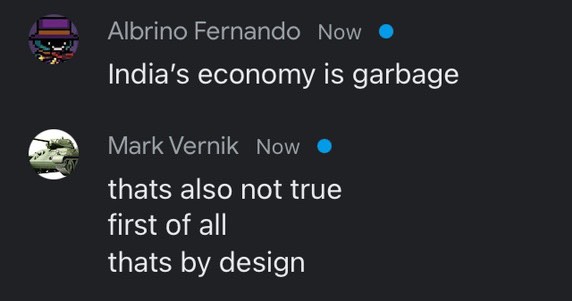 Albrino Fernando Now
India’s economy is garbage
Mark Vernik Now
thats also not true
first of all
thats by design